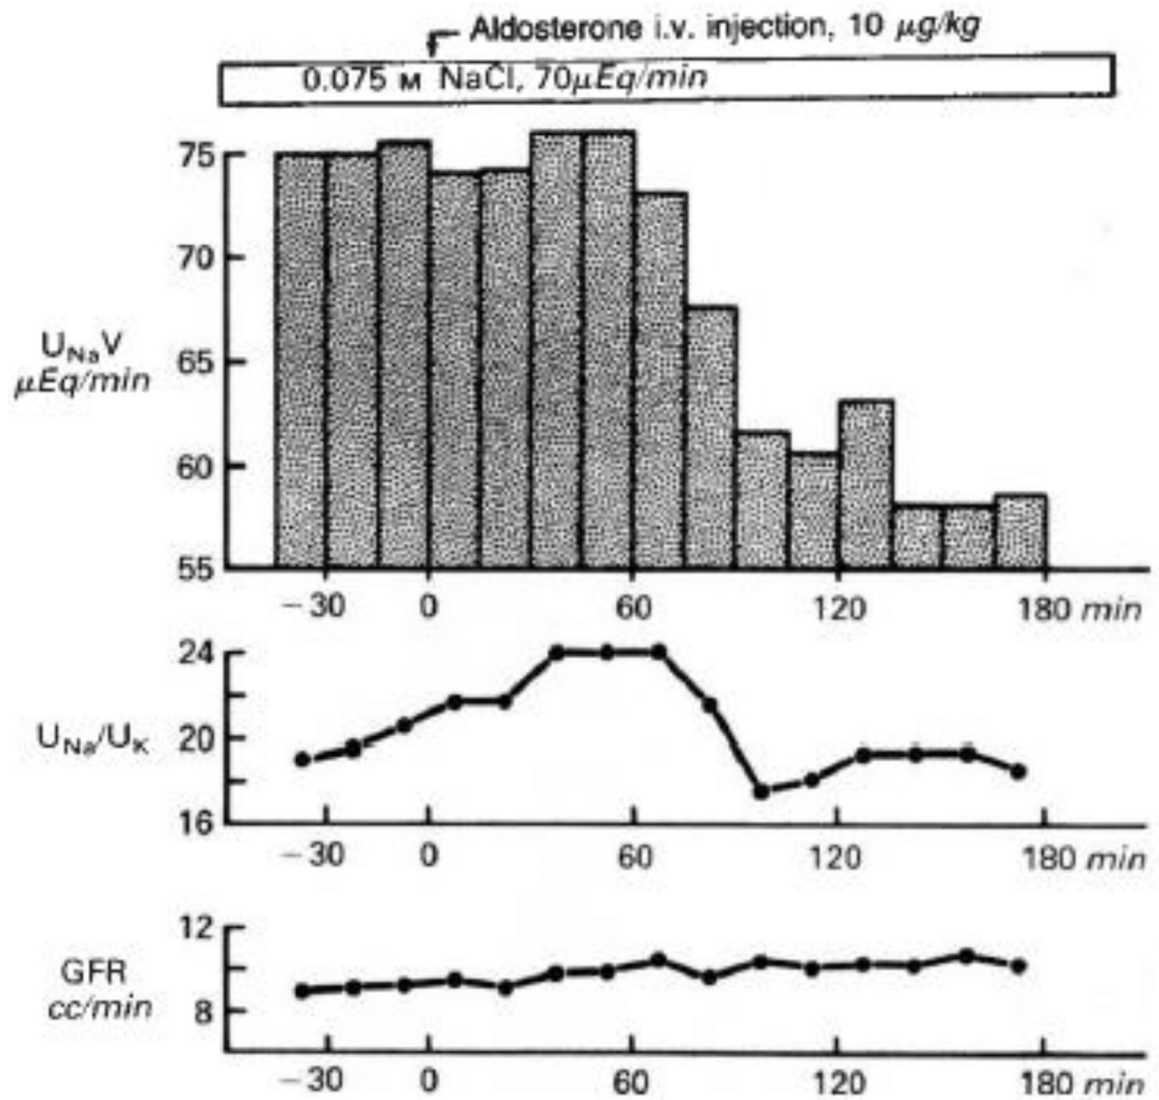 Aldosterone i.v. injection, 10 μg/kg
0.075 M NaCl, 70μEq/min
75
70
65
60
55
U_NaV
μEq/min
−30 0 60 120 180 min
24
20
16
U_Na/U_K
−30 0 60 120 180 min
12
8
GFR
cc/min
−30 0 60 120 180 min